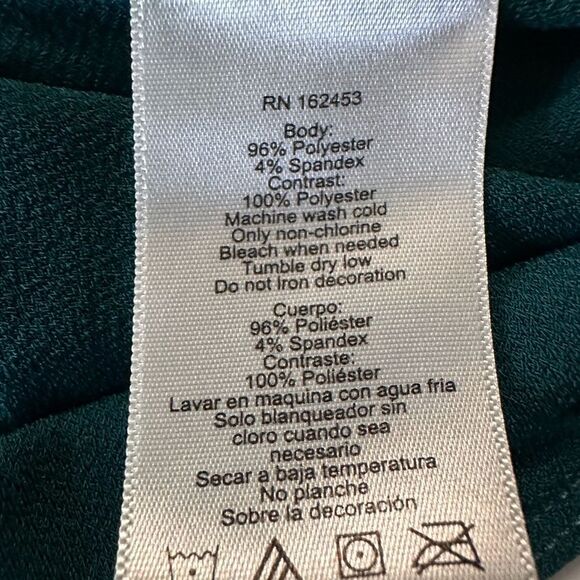 RN 162453
Body:
96% Polyester
4% Spandex
Contrast:
100% Polyester
Machine wash cold
Only non-chlorine
Bleach when needed
Tumble dry low
Do not Iron decoration
Cuerpo:
96% Poliéster
4% Spandex
Contraste:
100% Poliéster
Lavar en maquina con agua fria
Solo blanqueador sin
cloro cuando sea
necesario
Secar a baja temperatura
No planche
Sobre la decoración